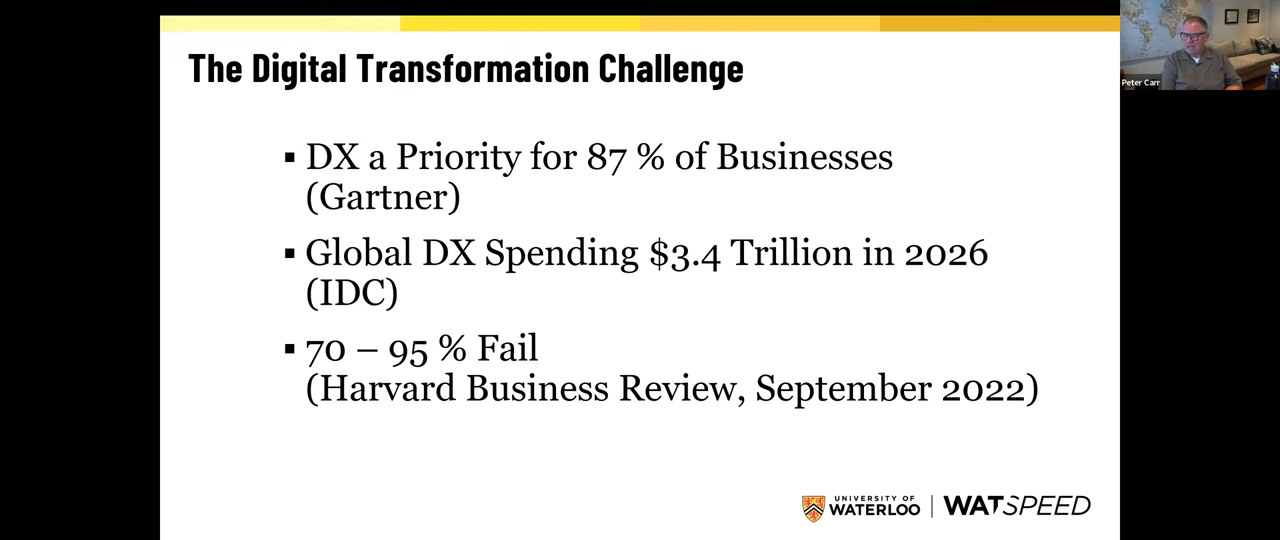 The Digital Transformation Challenge
▪ DX a Priority for 87 % of Businesses
(Gartner)
▪ Global DX Spending $3.4 Trillion in 2026
(IDC)
▪ 70 – 95 % Fail
(Harvard Business Review, September 2022)
Peter Carr
UNIVERSITY OF
WATERLOO
WATSPEED